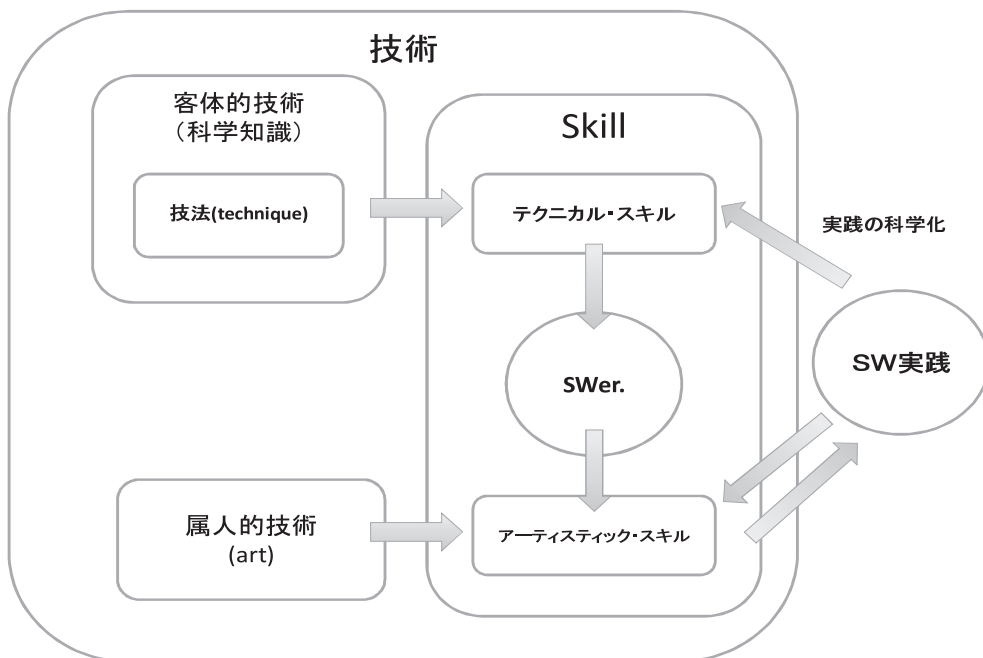 技術
客体的技術
（科学知識）
技法(technique)
Skill
テクニカル・スキル
実践の科学化
SWer.
SW実践
属人的技術
(art)
アーティスティック・スキル